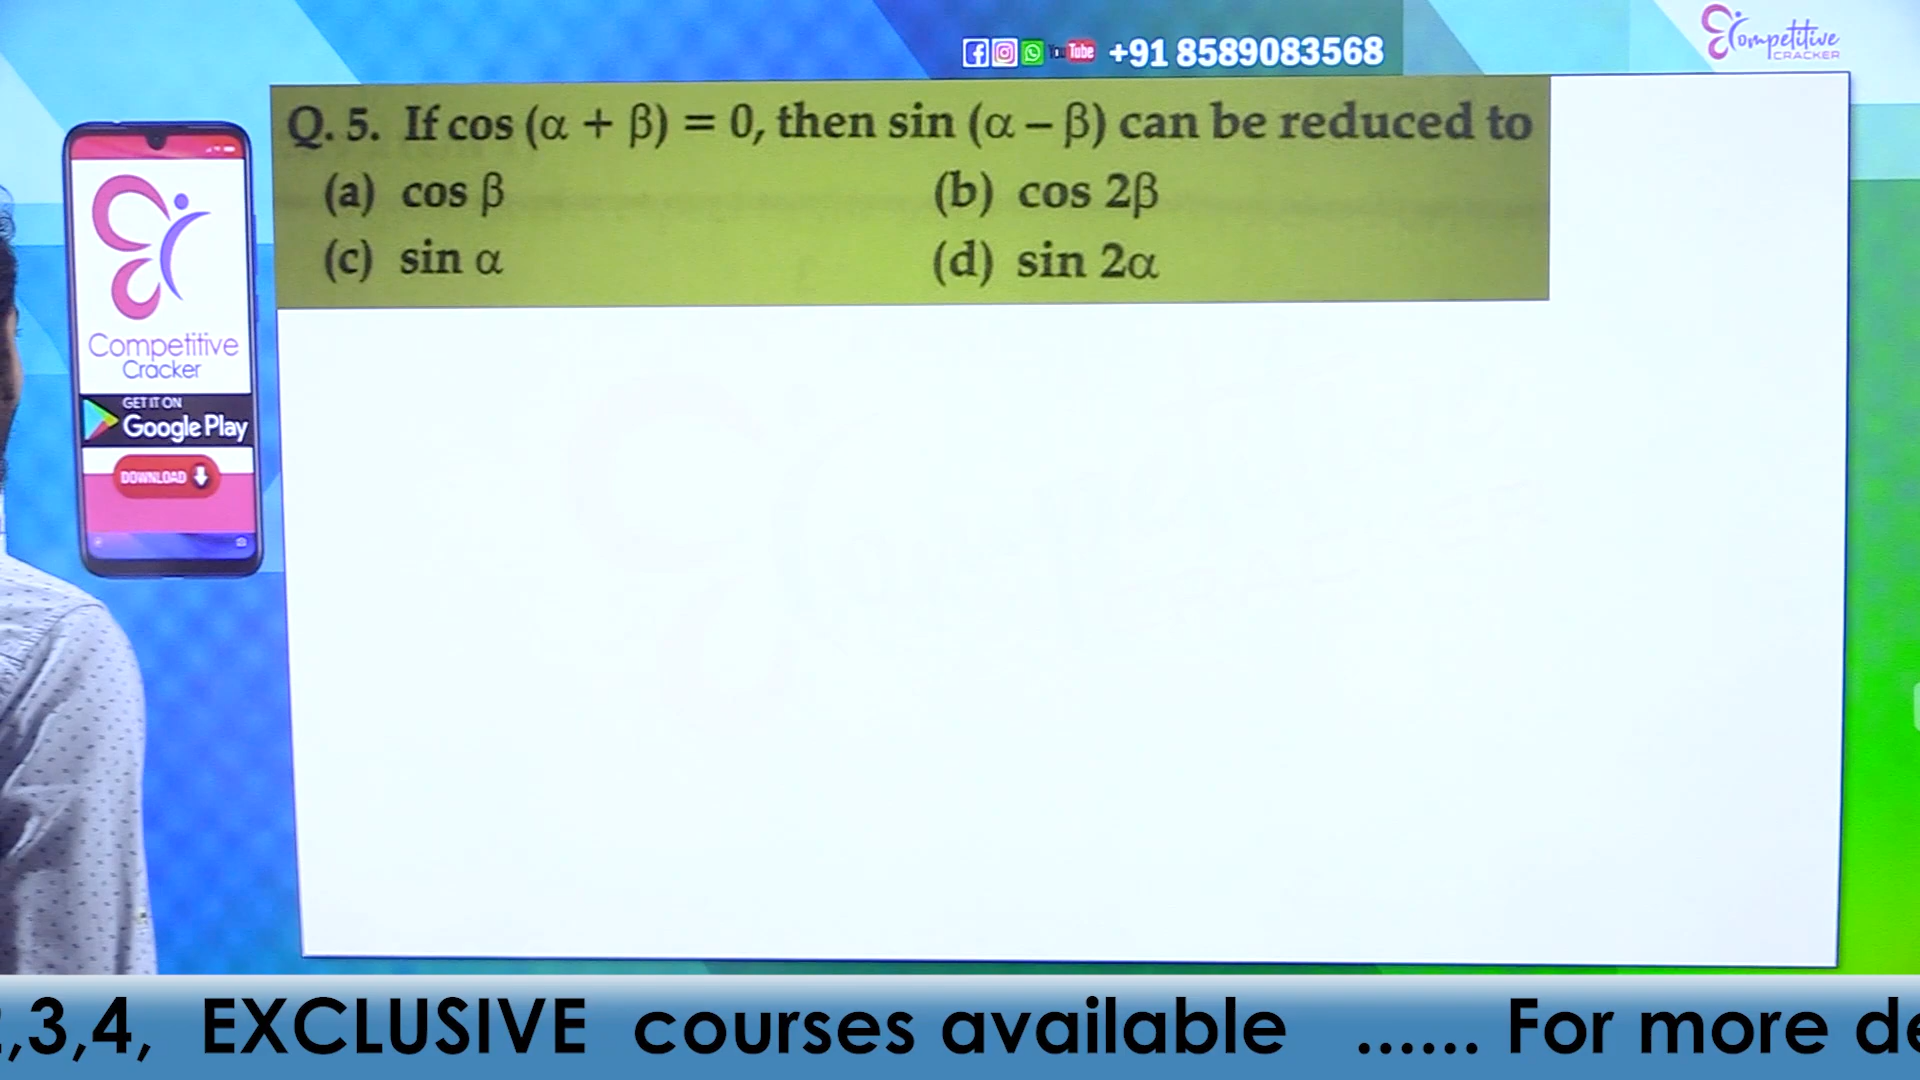 +91 8589083568
Competitive
CRACKER
Q. 5. If cos (α + β) = 0, then sin (α – β) can be reduced to
(a) cos β (b) cos 2β
(c) sin α (d) sin 2α
Competitive
Cracker
GET IT ON
Google Play
DOWNLOAD
,3,4, EXCLUSIVE courses available ...... For more de